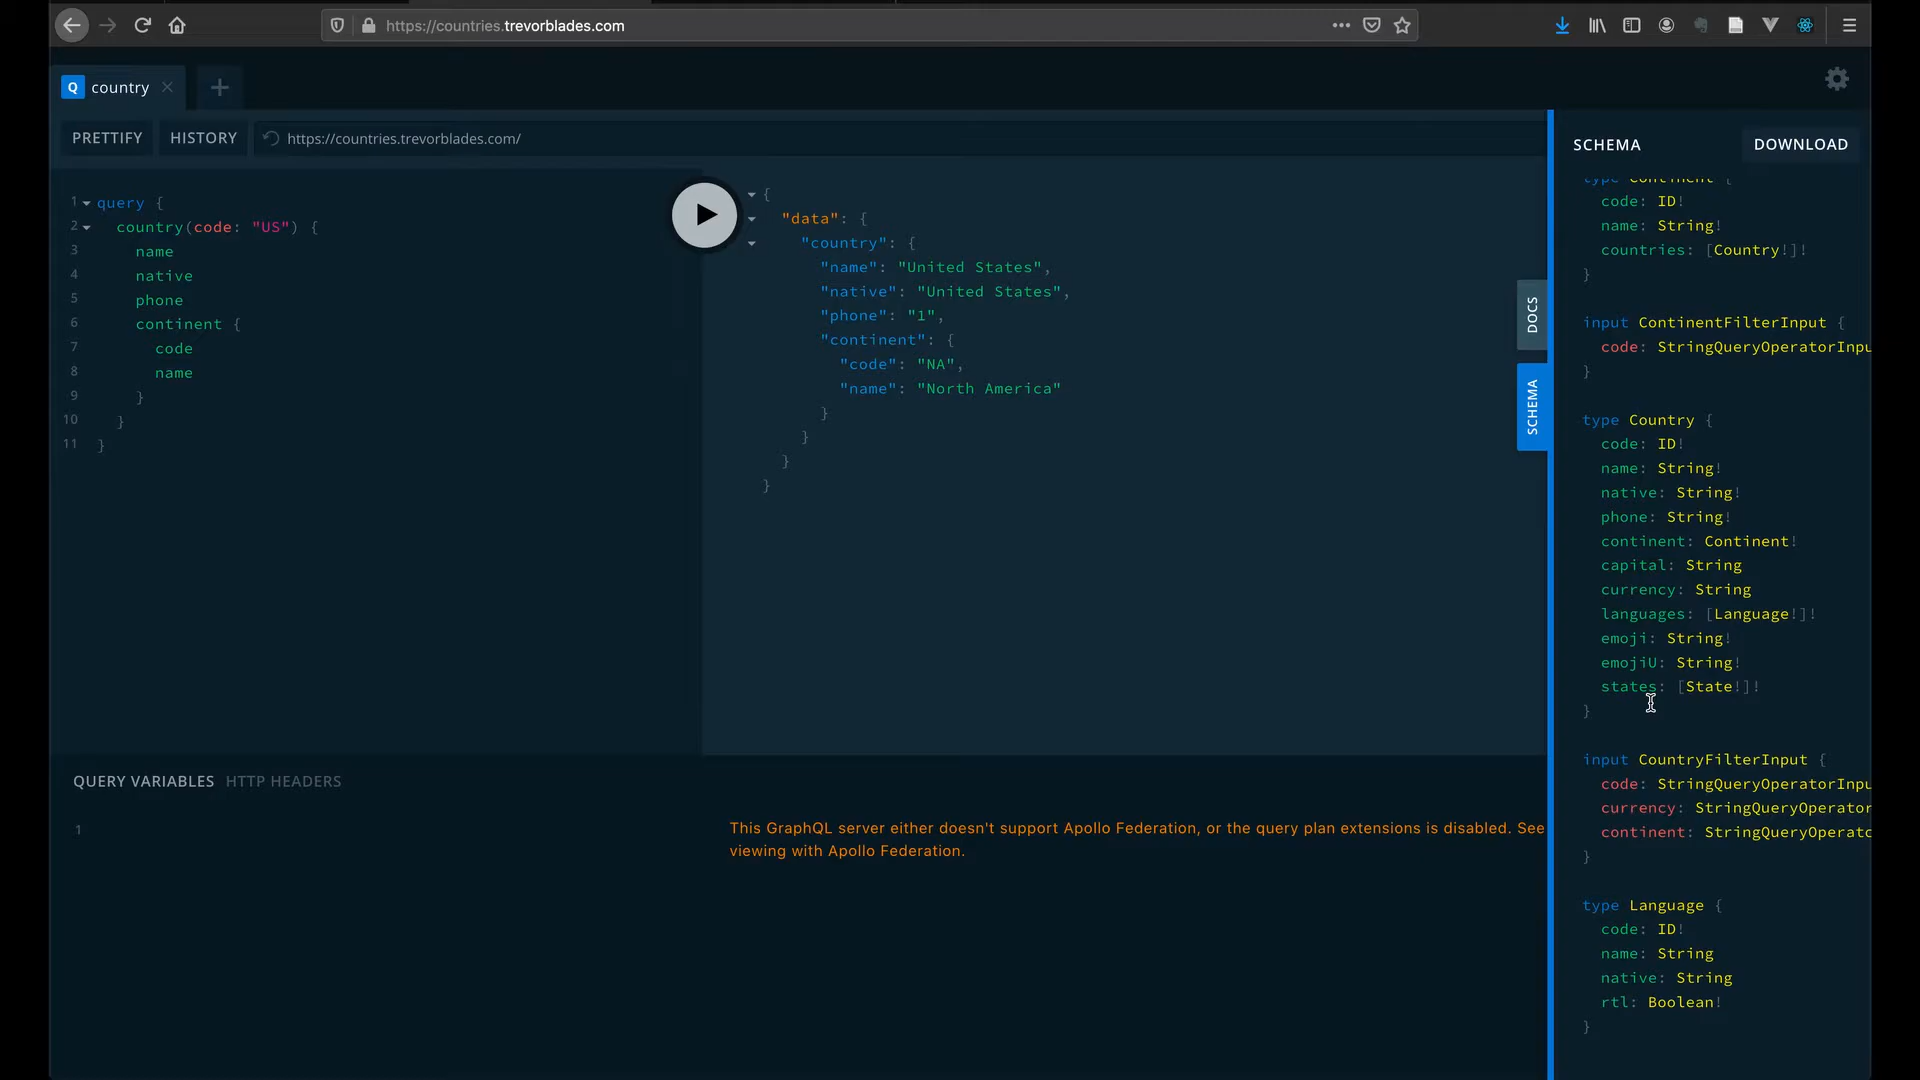 https://countries.trevorblades.com
Q country
PRETTIFY
HISTORY
https://countries.trevorblades.com/
1 query {
2 country(code: "US") {
3 name
4 native
5 phone
6 continent {
7 code
8 name
9 }
10 }
11 }
{
"data": {
"country": {
"name": "United States",
"native": "United States",
"phone": "1",
"continent": {
"code": "NA",
"name": "North America"
}
}
}
}
DOCS
SCHEMA
SCHEMA
DOWNLOAD
type Continent {
code: ID!
name: String!
countries: [Country!]!
}
input ContinentFilterInput {
code: StringQueryOperatorInpu
}
type Country {
code: ID!
name: String!
native: String!
phone: String!
continent: Continent!
capital: String
currency: String
languages: [Language!]!
emoji: String!
emojiU: String!
states: [State!]!
}
input CountryFilterInput {
code: StringQueryOperatorInpu
currency: StringQueryOperator
continent: StringQueryOperato
}
type Language {
code: ID!
name: String
native: String
rtl: Boolean!
}
QUERY VARIABLES
HTTP HEADERS
1
This GraphQL server either doesn't support Apollo Federation, or the query plan extensions is disabled. See
viewing with Apollo Federation.